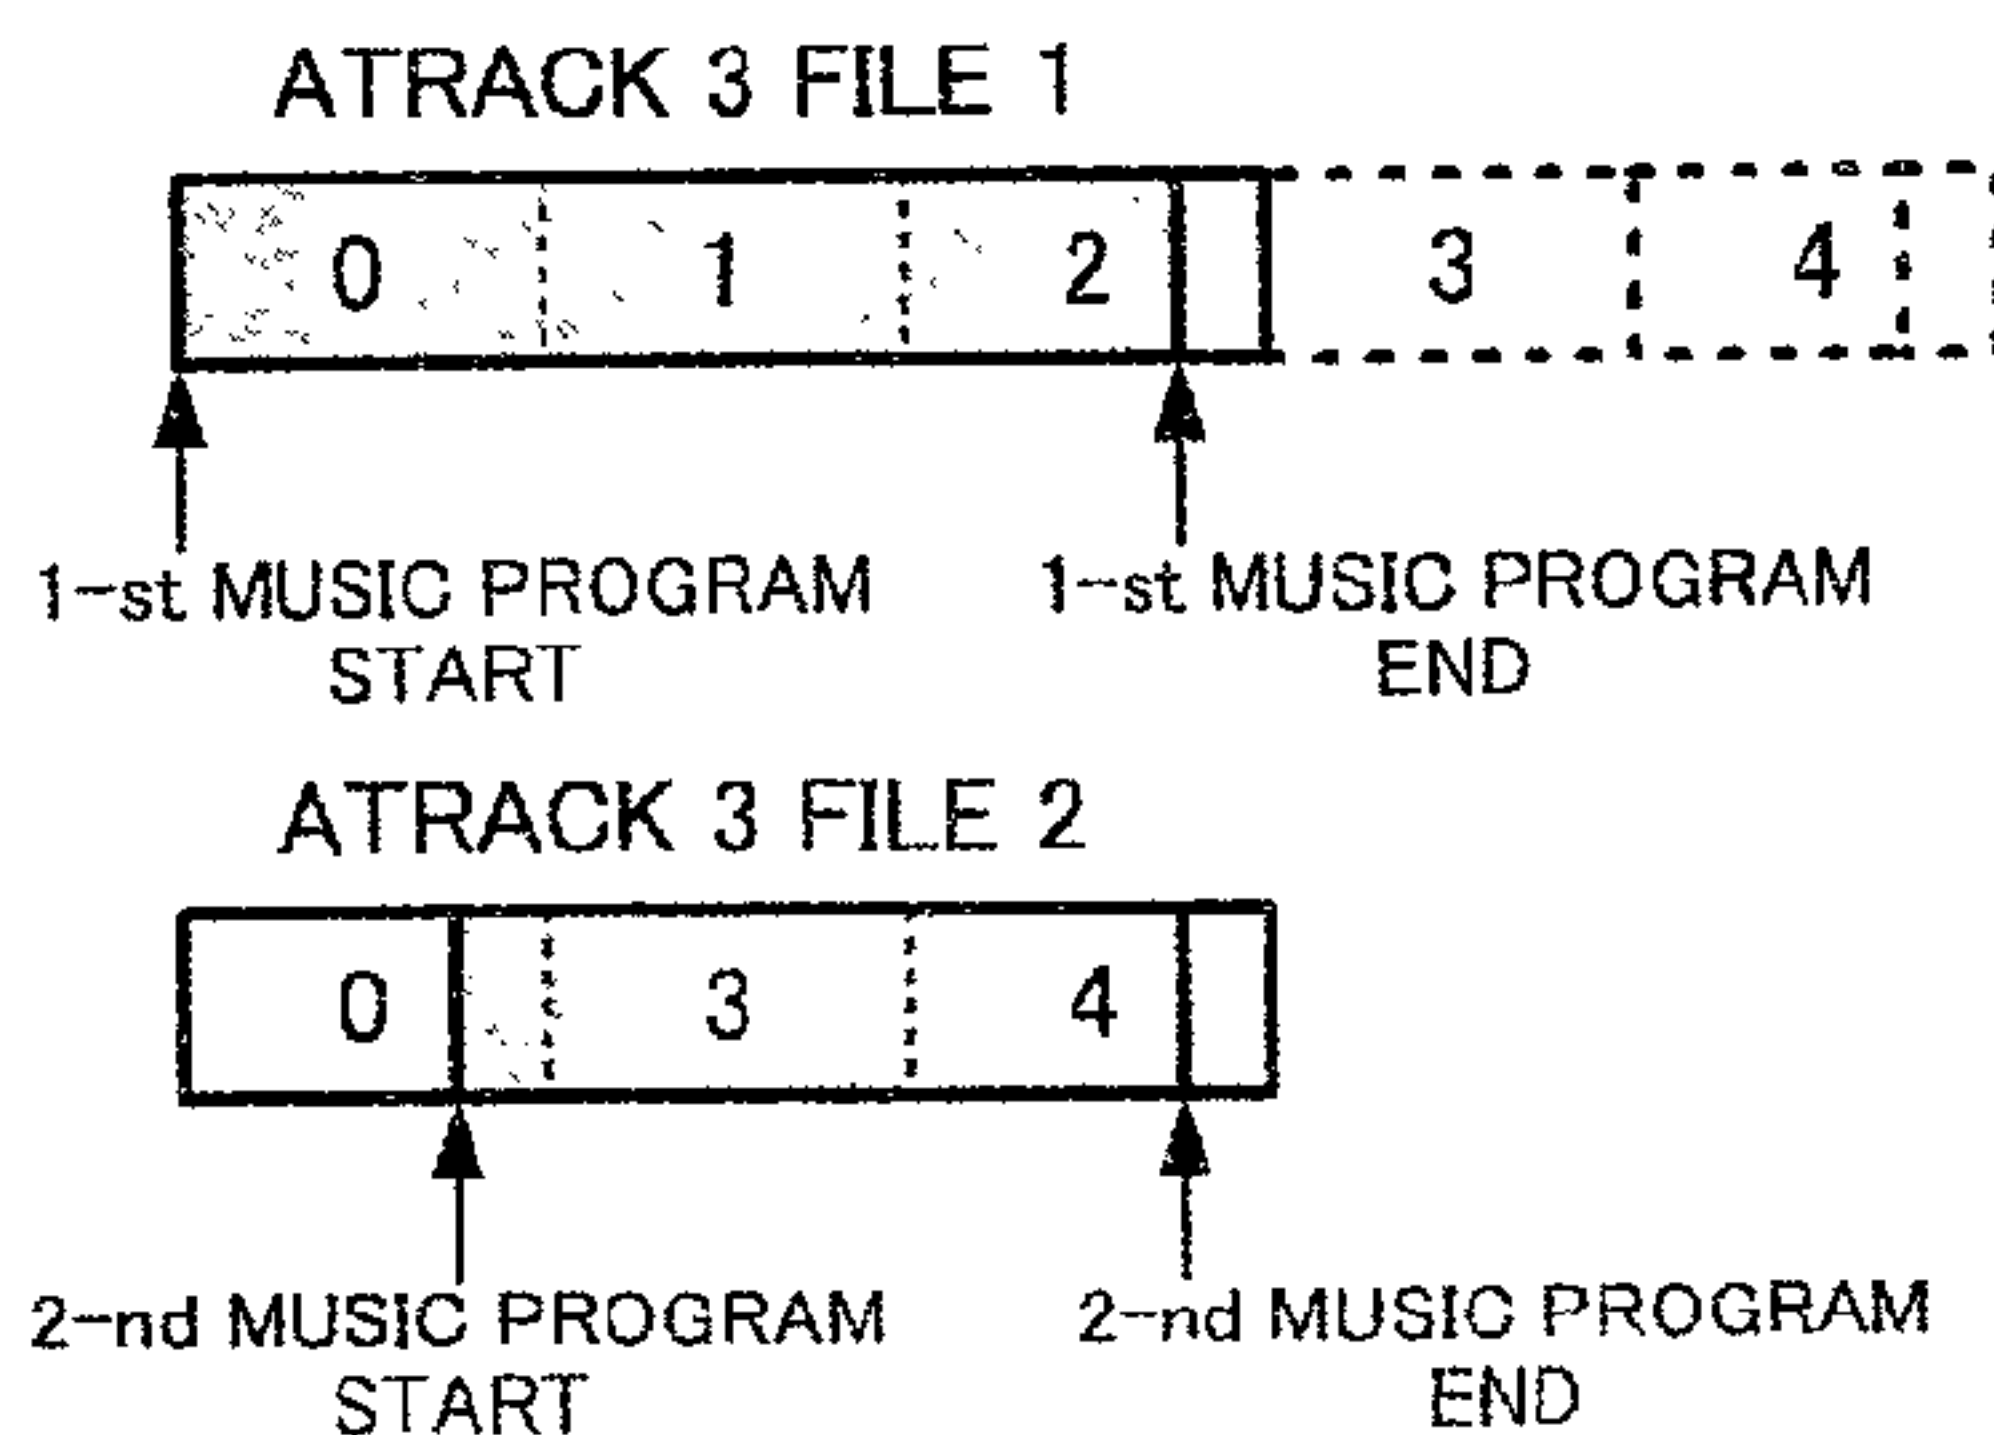 ATRACK 3 FILE 1
0 1 2 3 4
1-st MUSIC PROGRAM START
1-st MUSIC PROGRAM END
ATRACK 3 FILE 2
0 3 4
2-nd MUSIC PROGRAM START
2-nd MUSIC PROGRAM END